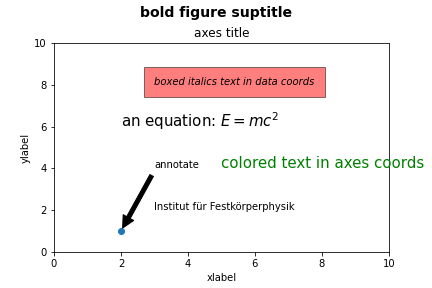 bold figure suptitle
axes title
10
boxed italics text in data coords
8
an equation: E = mc²
6
annotate
colored text in axes coords
4
Institut für Festkörperphysik
2
0
ylabel
0 2 4 6 8 10
xlabel